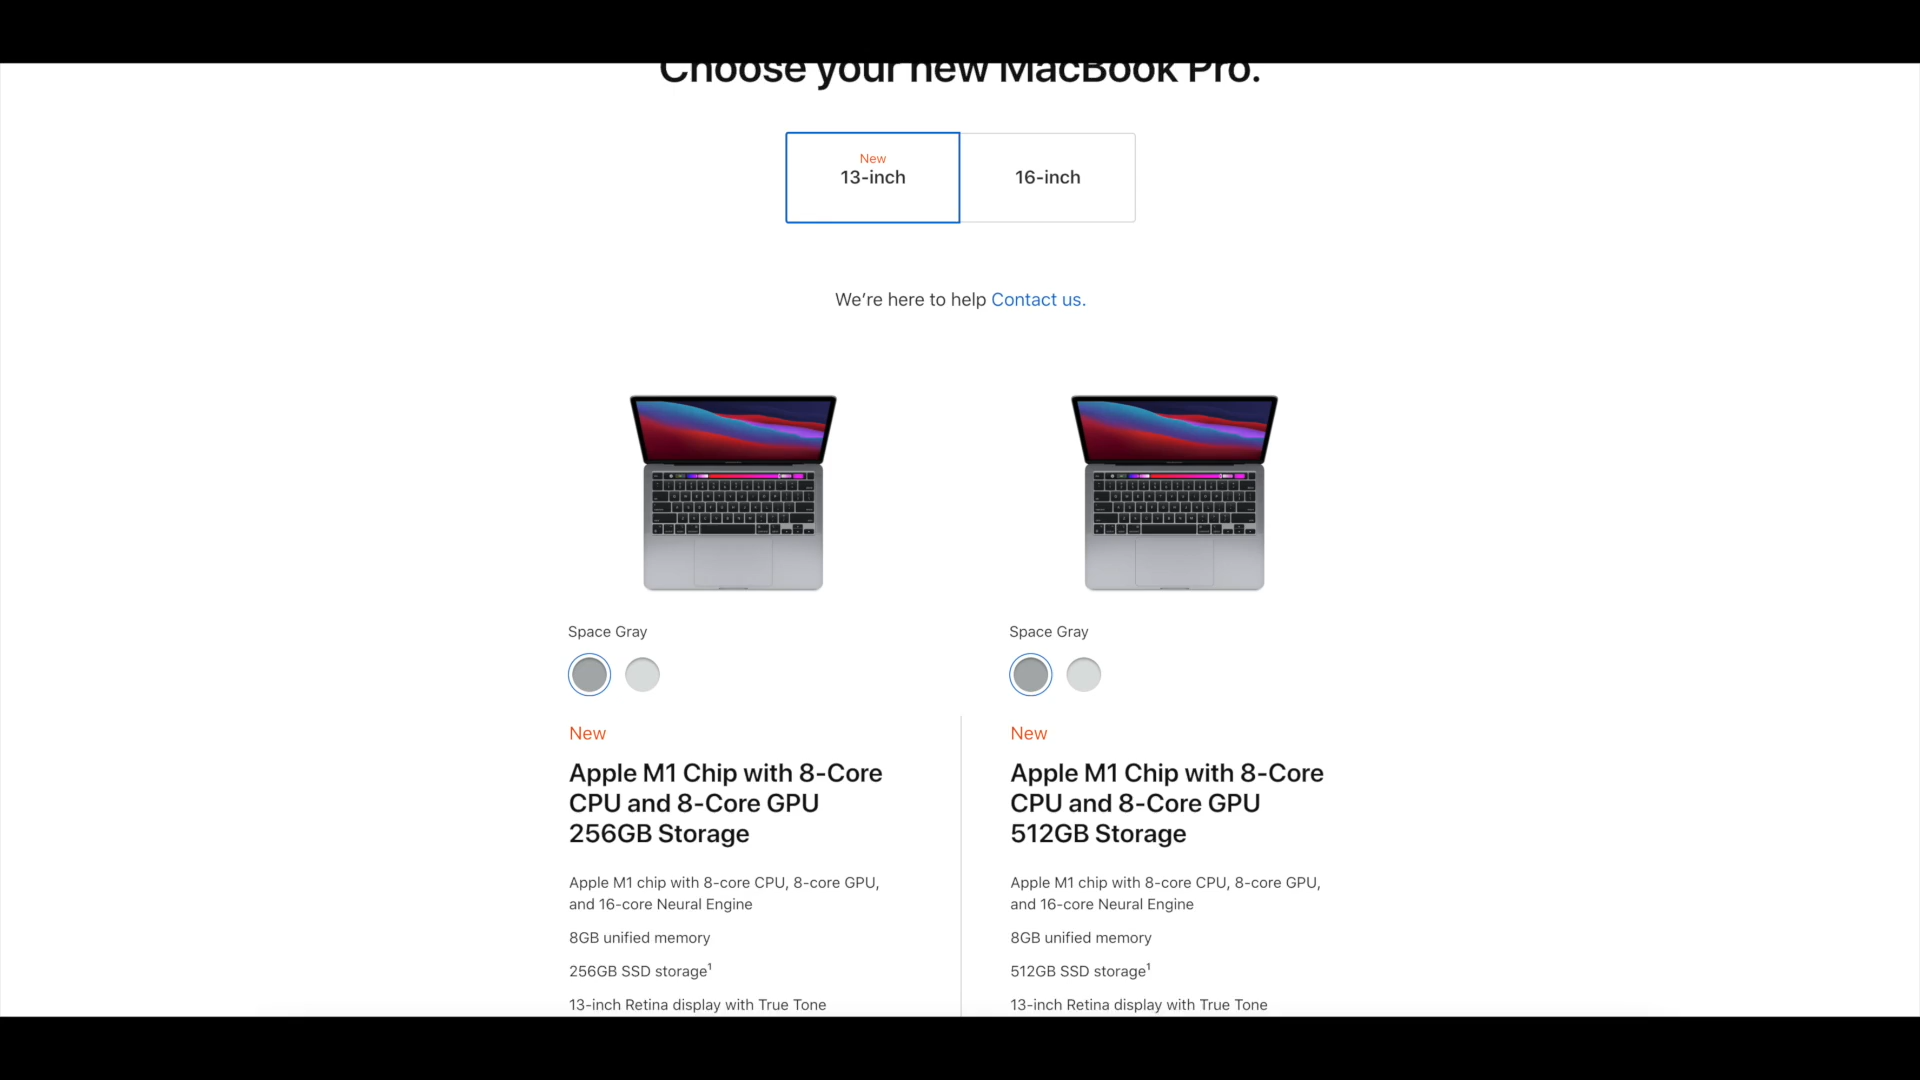 Choose your new MacBook Pro.
New
13-inch
16-inch
We’re here to help Contact us.
Space Gray
New
Apple M1 Chip with 8-Core
CPU and 8-Core GPU
256GB Storage
Apple M1 chip with 8-core CPU, 8-core GPU,
and 16-core Neural Engine
8GB unified memory
256GB SSD storage¹
13-inch Retina display with True Tone
Space Gray
New
Apple M1 Chip with 8-Core
CPU and 8-Core GPU
512GB Storage
Apple M1 chip with 8-core CPU, 8-core GPU,
and 16-core Neural Engine
8GB unified memory
512GB SSD storage¹
13-inch Retina display with True Tone